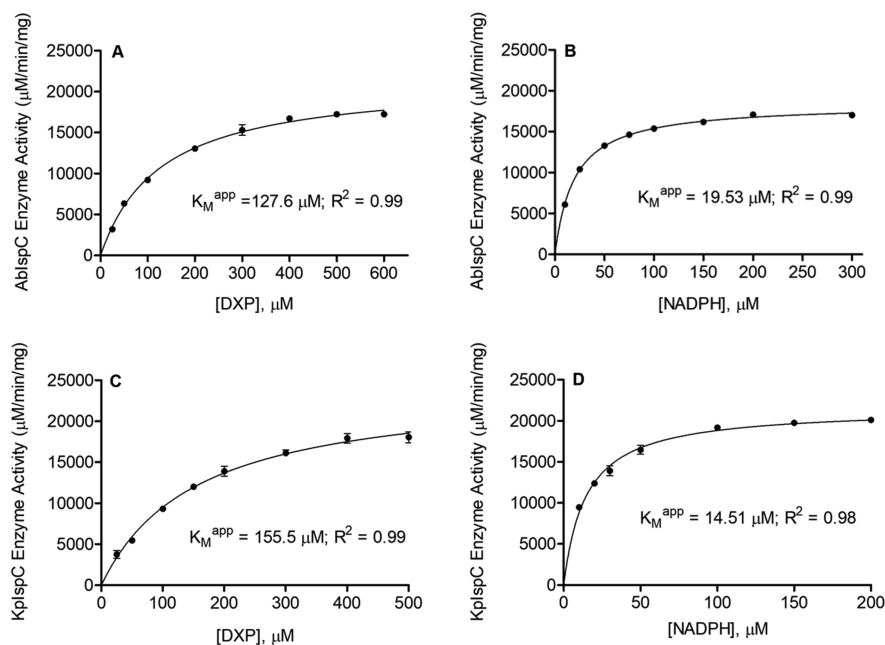 A
AbIspC Enzyme Activity (μM/min/mg)
25000
20000
15000
10000
5000
0
K_M^app =127.6 μM; R² = 0.99
0 100 200 300 400 500 600
[DXP], μM
B
AbIspC Enzyme Activity (μM/min/mg)
25000
20000
15000
10000
5000
0
K_M^app = 19.53 μM; R² = 0.99
0 50 100 150 200 250 300
[NADPH], μM
C
KpIspC Enzyme Activity (μM/min/mg)
25000
20000
15000
10000
5000
0
K_M^app = 155.5 μM; R² = 0.99
0 100 200 300 400 500
[DXP], μM
D
KpIspC Enzyme Activity (μM/min/mg)
25000
20000
15000
10000
5000
0
K_M^app = 14.51 μM; R² = 0.98
0 50 100 150 200
[NADPH], μM